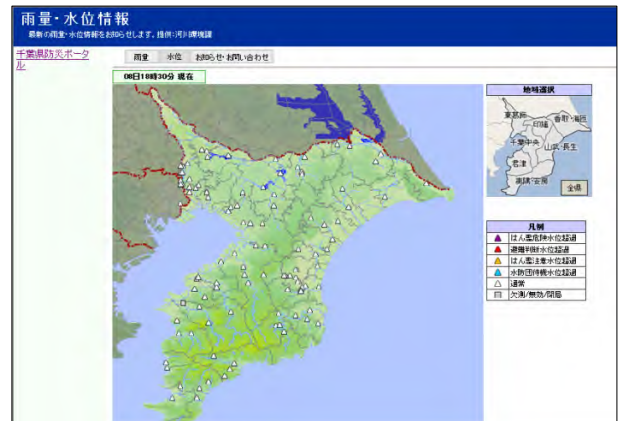 雨量・水位情報
最新の雨量・水位情報をお知らせします。提供:河川環境課
千葉県防災ポータル
雨量 水位 お知らせ・お問い合わせ
08日18時30分 現在
地域選択
東葛飾
印旛
香取・海匝
千葉中央
山武・長生
君津
夷隅・安房
全県
凡例
はん濫危険水位超過
避難判断水位超過
はん濫注意水位超過
水防団待機水位超過
通常
欠測/無効/閉局